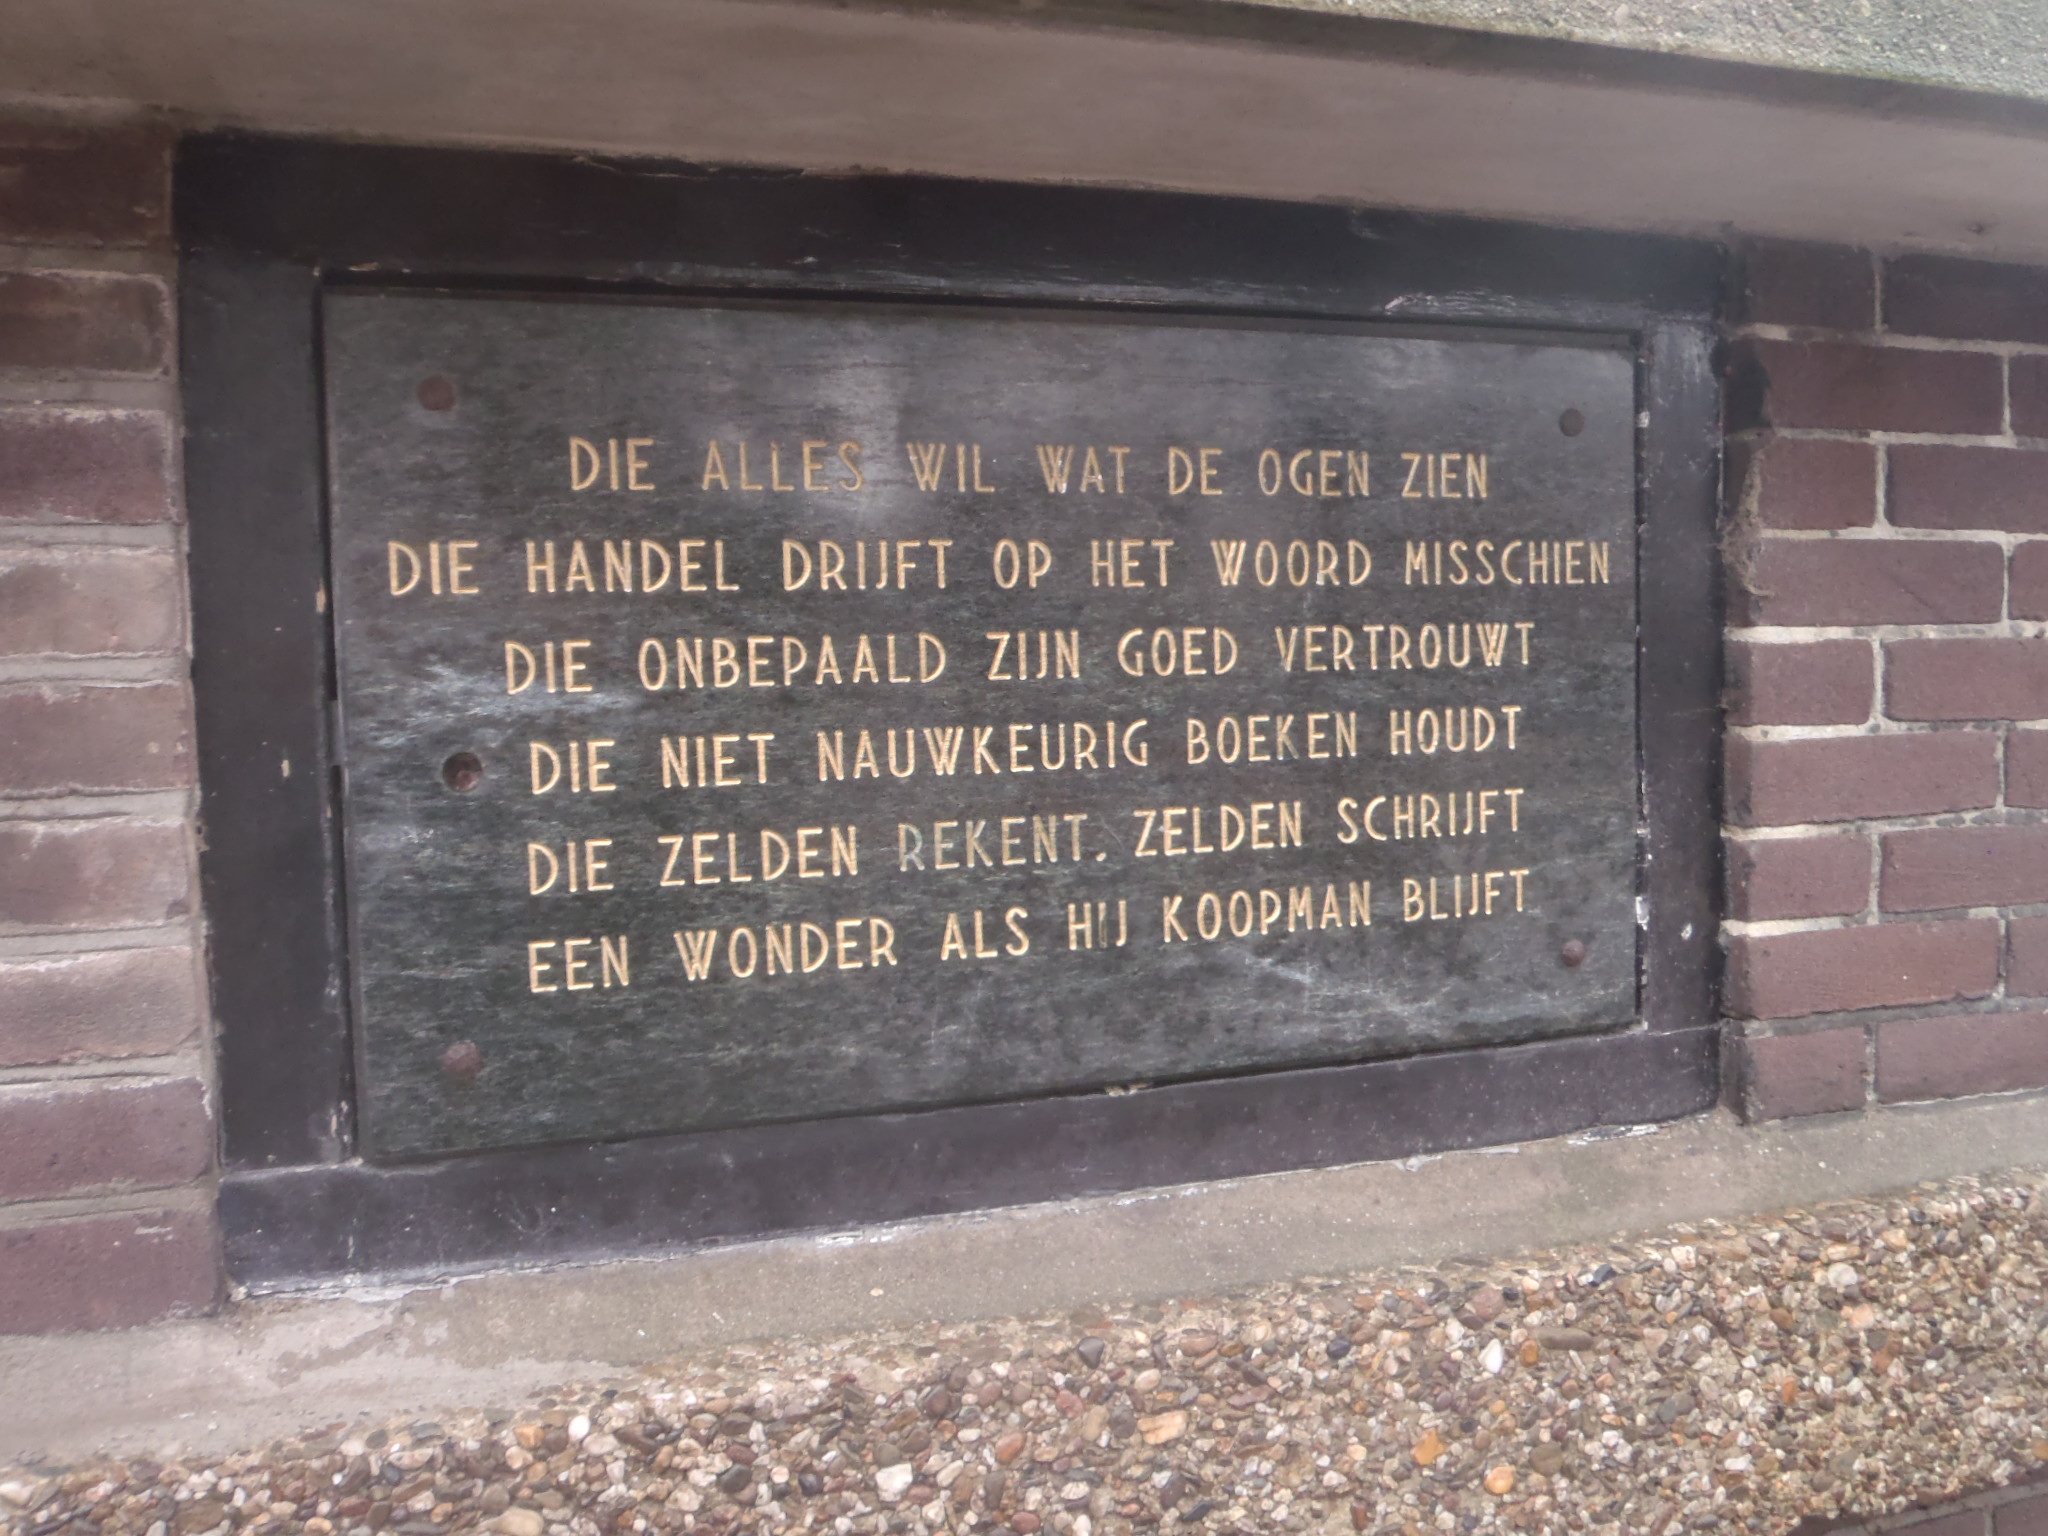 DIE ALLES WIL WAT DE OGEN ZIEN
DIE HANDEL DRIJFT OP HET WOORD MISSCHIEN
DIE ONBEPAALD ZIJN GOED VERTROUWT
DIE NIET NAUWKEURIG BOEKEN HOUDT
DIE ZELDEN REKENT. ZELDEN SCHRIJFT
EEN WONDER ALS HIJ KOOPMAN BLIJFT